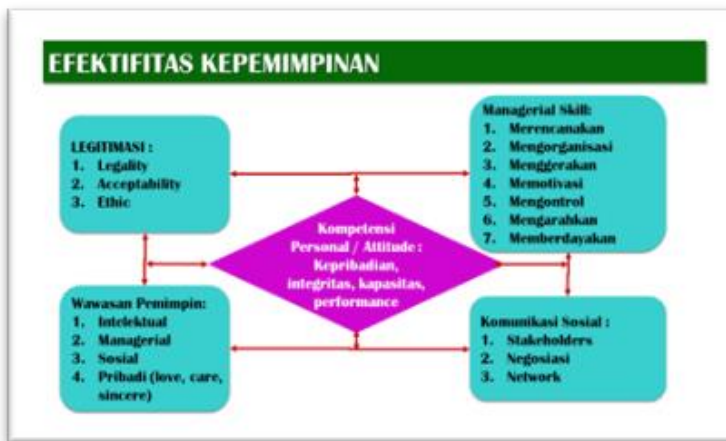 EFEKTIFITAS KEPEMIMPINAN
LEGITIMASI :
1. Legality
2. Acceptability
3. Ethic
Managerial Skill:
1. Merencanakan
2. Mengorganisasi
3. Menggerakan
4. Memotivasi
5. Mengontrol
6. Mengarahkan
7. Memberdayakan
Kompetensi
Personal / Attitude :
Kepribadian,
integritas, kapasitas,
performance
Wawasan Pemimpin:
1. Intelektual
2. Managerial
3. Sosial
4. Pribadi (love, care,
sincere)
Komunikasi Sosial :
1. Stakeholders
2. Negosiasi
3. Network